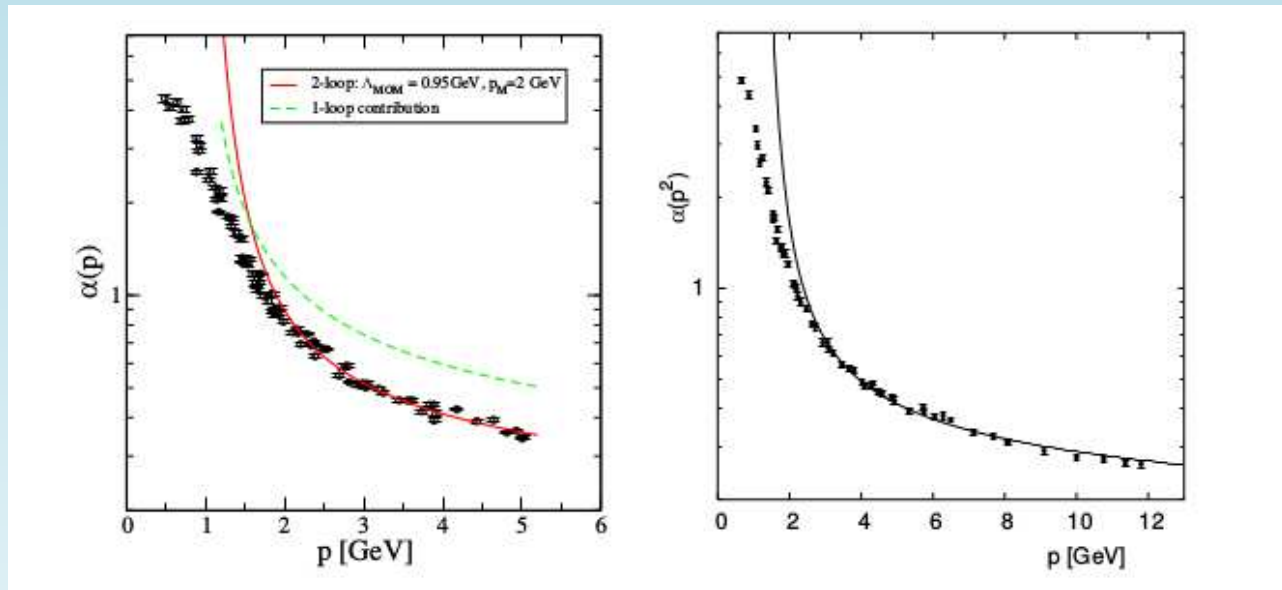 2-loop: Λ_MOM = 0.95GeV, p_M=2 GeV
1-loop contribution
α(p)
1
0 1 2 3 4 5 6
p [GeV]
α(p²)
1
0 2 4 6 8 10 12
p [GeV]